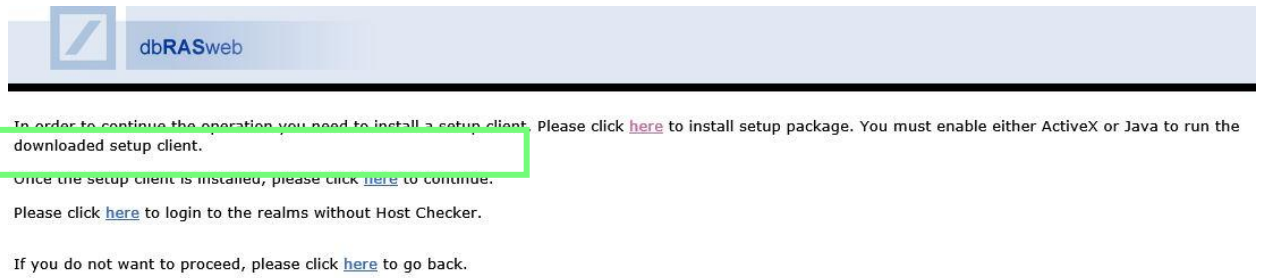 dbRASweb
In order to continue the operation you need to install a setup client. Please click here to install setup package. You must enable either ActiveX or Java to run the
downloaded setup client.
Once the setup client is installed, please click here to continue.
Please click here to login to the realms without Host Checker.
If you do not want to proceed, please click here to go back.